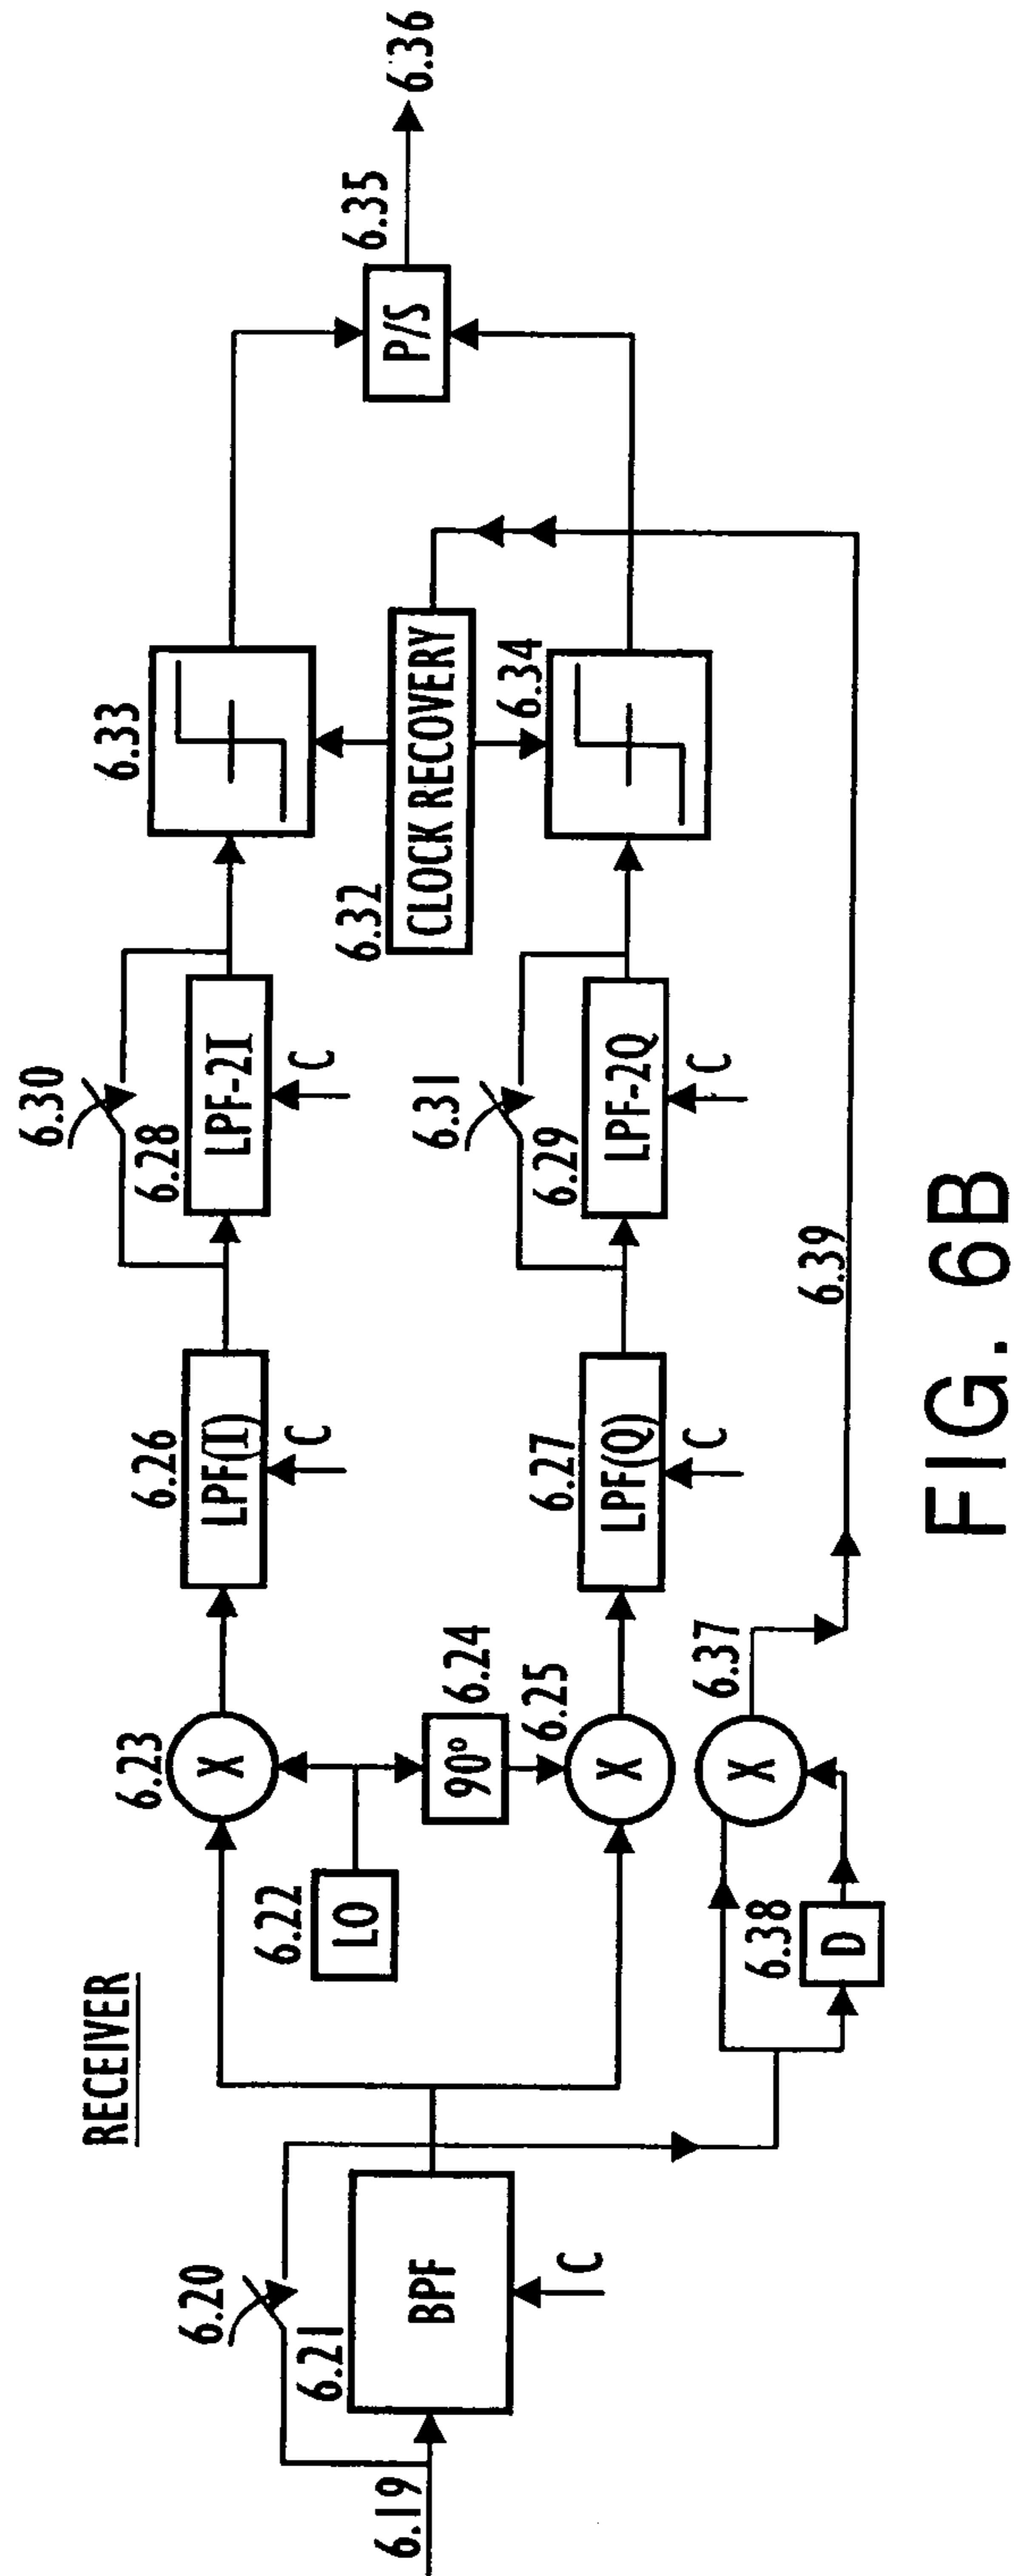 RECEIVER
6.19
6.20
6.21
BPF
C
6.22
LO
6.23
X
6.24
90°
6.25
X
6.26
LPF(I)
C
6.27
LPF(Q)
C
6.28
LPF-2I
C
6.29
LPF-2Q
C
6.30
6.31
6.32
CLOCK RECOVERY
6.33
6.34
P/S
6.35
6.36
6.37
X
6.38
D
6.39
FIG. 6B